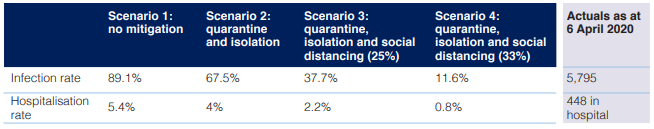 Scenario 1: no mitigation
Scenario 2: quarantine and isolation
Scenario 3: quarantine, isolation and social distancing (25%)
Scenario 4: quarantine, isolation and social distancing (33%)
Actuals as at 6 April 2020
Infection rate 89.1% 67.5% 37.7% 11.6% 5,795
Hospitalisation rate 5.4% 4% 2.2% 0.8% 448 in hospital